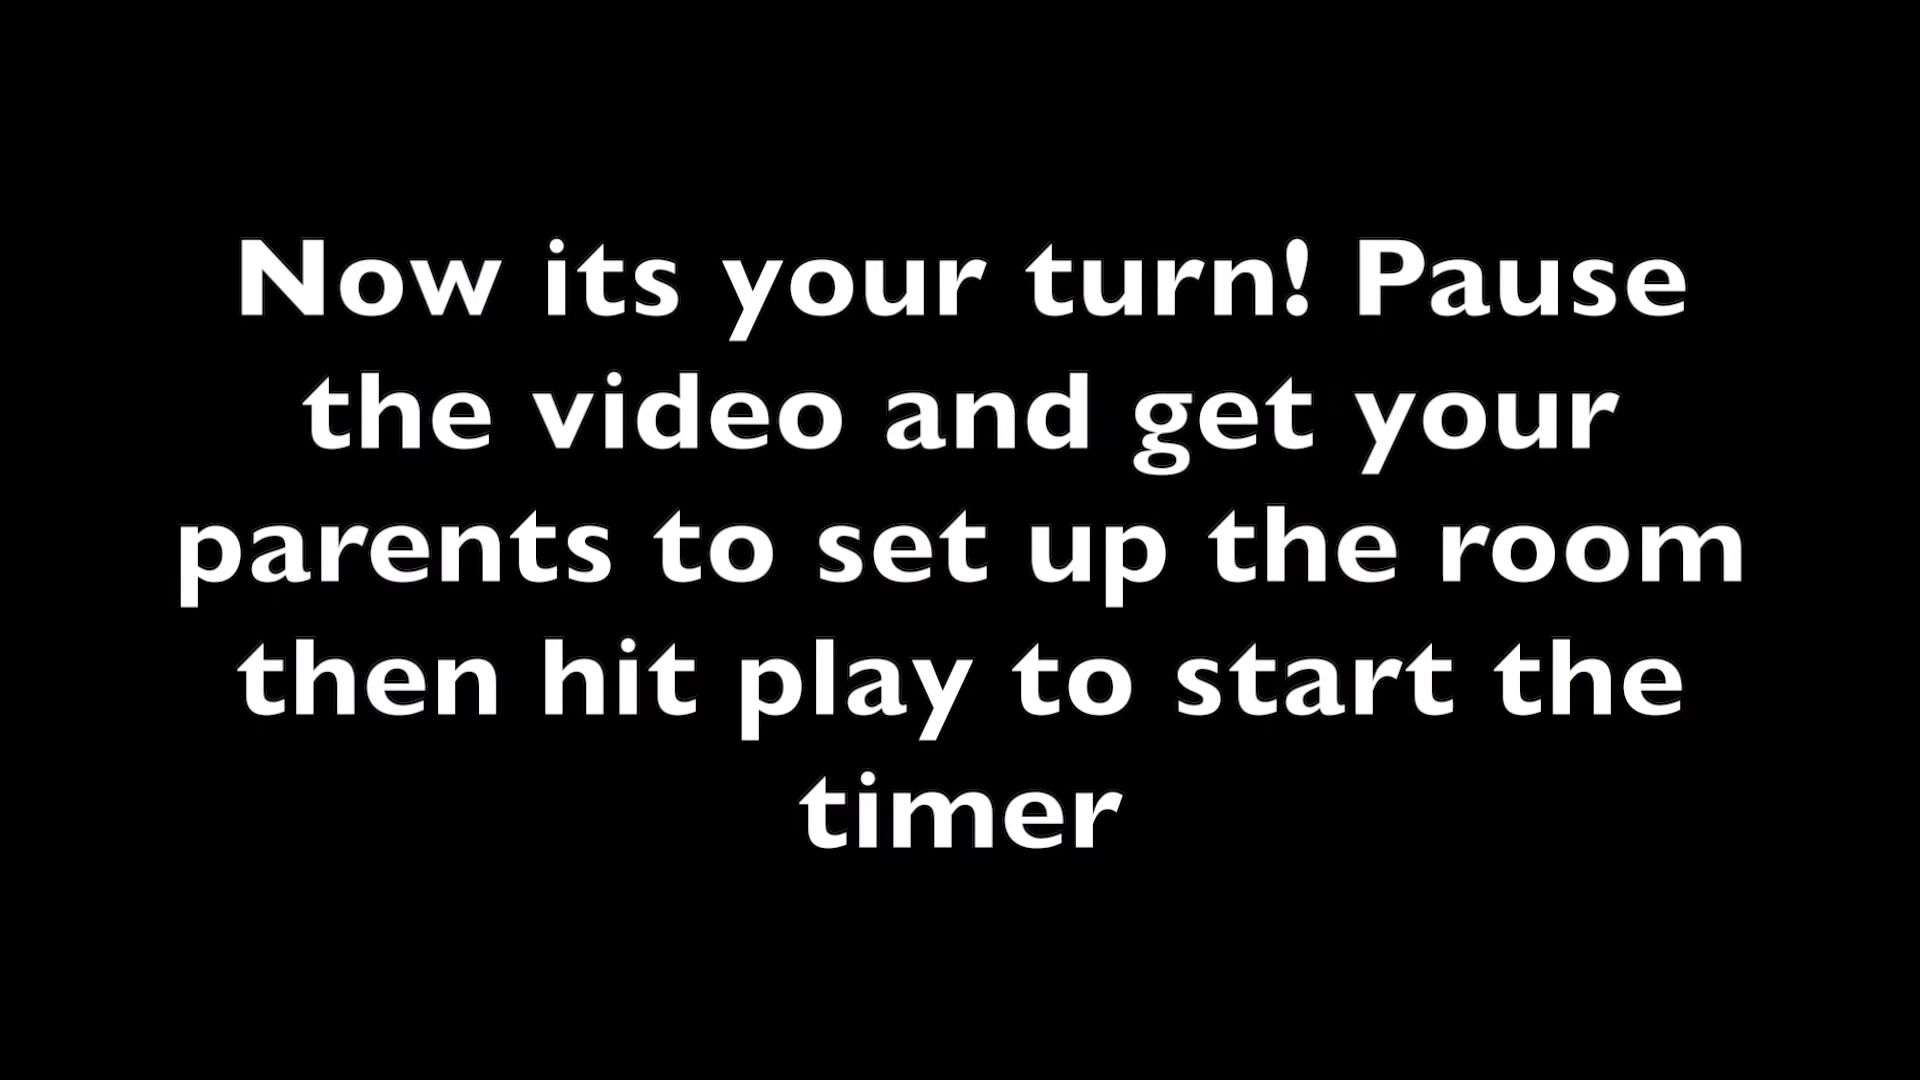 Now its your turn! Pause
the video and get your
parents to set up the room
then hit play to start the
timer